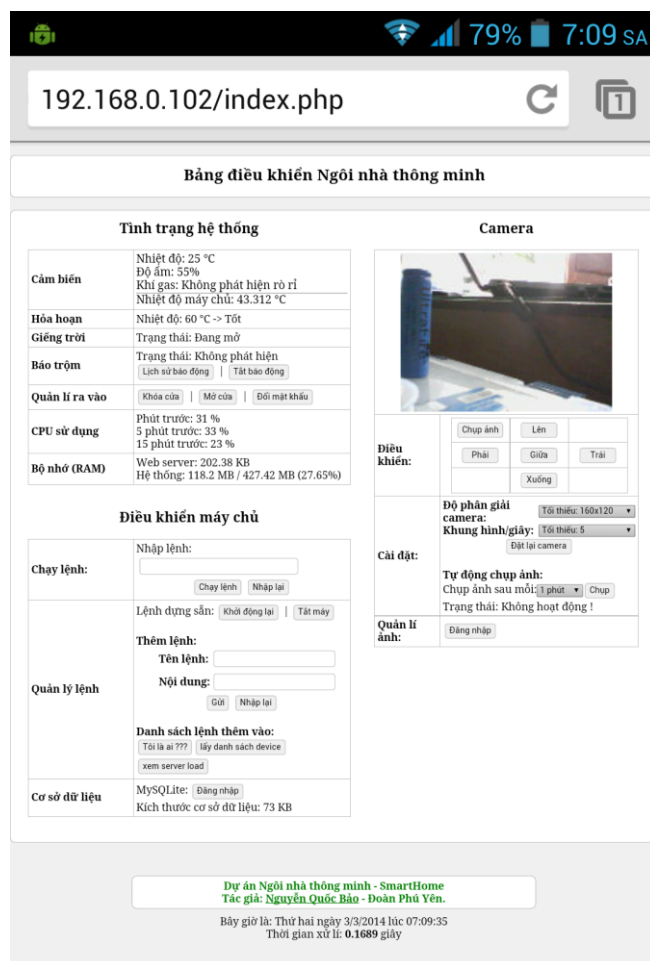 79% 7:09 SA
192.168.0.102/index.php
1
Bảng điều khiển Ngôi nhà thông minh
Tình trạng hệ thống
Cảm biến
Nhiệt độ: 25 °C
Độ ẩm: 55%
Khí gas: Không phát hiện rò rỉ
Nhiệt độ máy chủ: 43.312 °C
Hỏa hoạn
Nhiệt độ: 60 °C -> Tốt
Giếng trời
Trạng thái: Đang mở
Báo trộm
Trạng thái: Không phát hiện
Lịch sử báo động | Tắt báo động
Quản lí ra vào
Khóa cửa | Mở cửa | Đổi mật khẩu
CPU sử dụng
Phút trước: 31 %
5 phút trước: 33 %
15 phút trước: 23 %
Bộ nhớ (RAM)
Web server: 202.38 KB
Hệ thống: 118.2 MB / 427.42 MB (27.65%)
Điều khiển máy chủ
Chạy lệnh:
Nhập lệnh:
Chạy lệnh Nhập lại
Quản lý lệnh
Lệnh dựng sẵn: Khởi động lại | Tắt máy
Thêm lệnh:
Tên lệnh:
Nội dung:
Gửi Nhập lại
Danh sách lệnh thêm vào:
Tôi là ai ??? lấy danh sách device
xem server load
Cơ sở dữ liệu
MySQLite: Đăng nhập
Kích thước cơ sở dữ liệu: 73 KB
Camera
Ultrafire
Điều khiển:
Chụp ảnh Lên
Phải Giữa Trái
Xuống
Cài đặt:
Độ phân giải camera: Tối thiểu: 160x120
Khung hình/giây: Tối thiểu: 5
Đặt lại camera
Tự động chụp ảnh:
Chụp ảnh sau mỗi: 1 phút Chụp
Trạng thái: Không hoạt động !
Quản lí ảnh:
Đăng nhập
Dự án Ngôi nhà thông minh - SmartHome
Tác giả: Nguyễn Quốc Bảo - Đoàn Phú Yên.
Bây giờ là: Thứ hai ngày 3/3/2014 lúc 07:09:35
Thời gian xử lí: 0.1689 giây